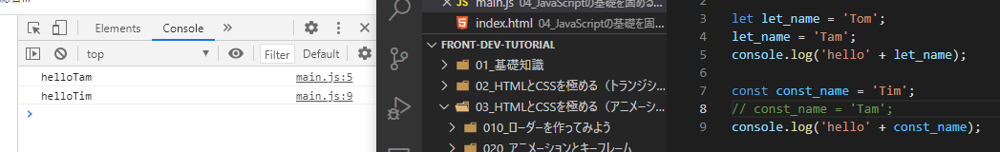 Elements
Console
»
top
Filter
Default
helloTam
main.js:5
helloTim
main.js:9
>
JS main.js 04_JavaScriptの基礎を固める
index.html 04_JavaScriptの基礎を固...
FRONT-DEV-TUTORIAL
01_基礎知識
02_HTMLとCSSを極める（トランジシ...
03_HTMLとCSSを極める（アニメーシ...
010_ローダーを作ってみよう
020_アニメーションとキーフレーム
2
3 let let_name = 'Tom';
4 let_name = 'Tam';
5 console.log('hello' + let_name);
6
7 const const_name = 'Tim';
8 // const_name = 'Tam';
9 console.log('hello' + const_name);